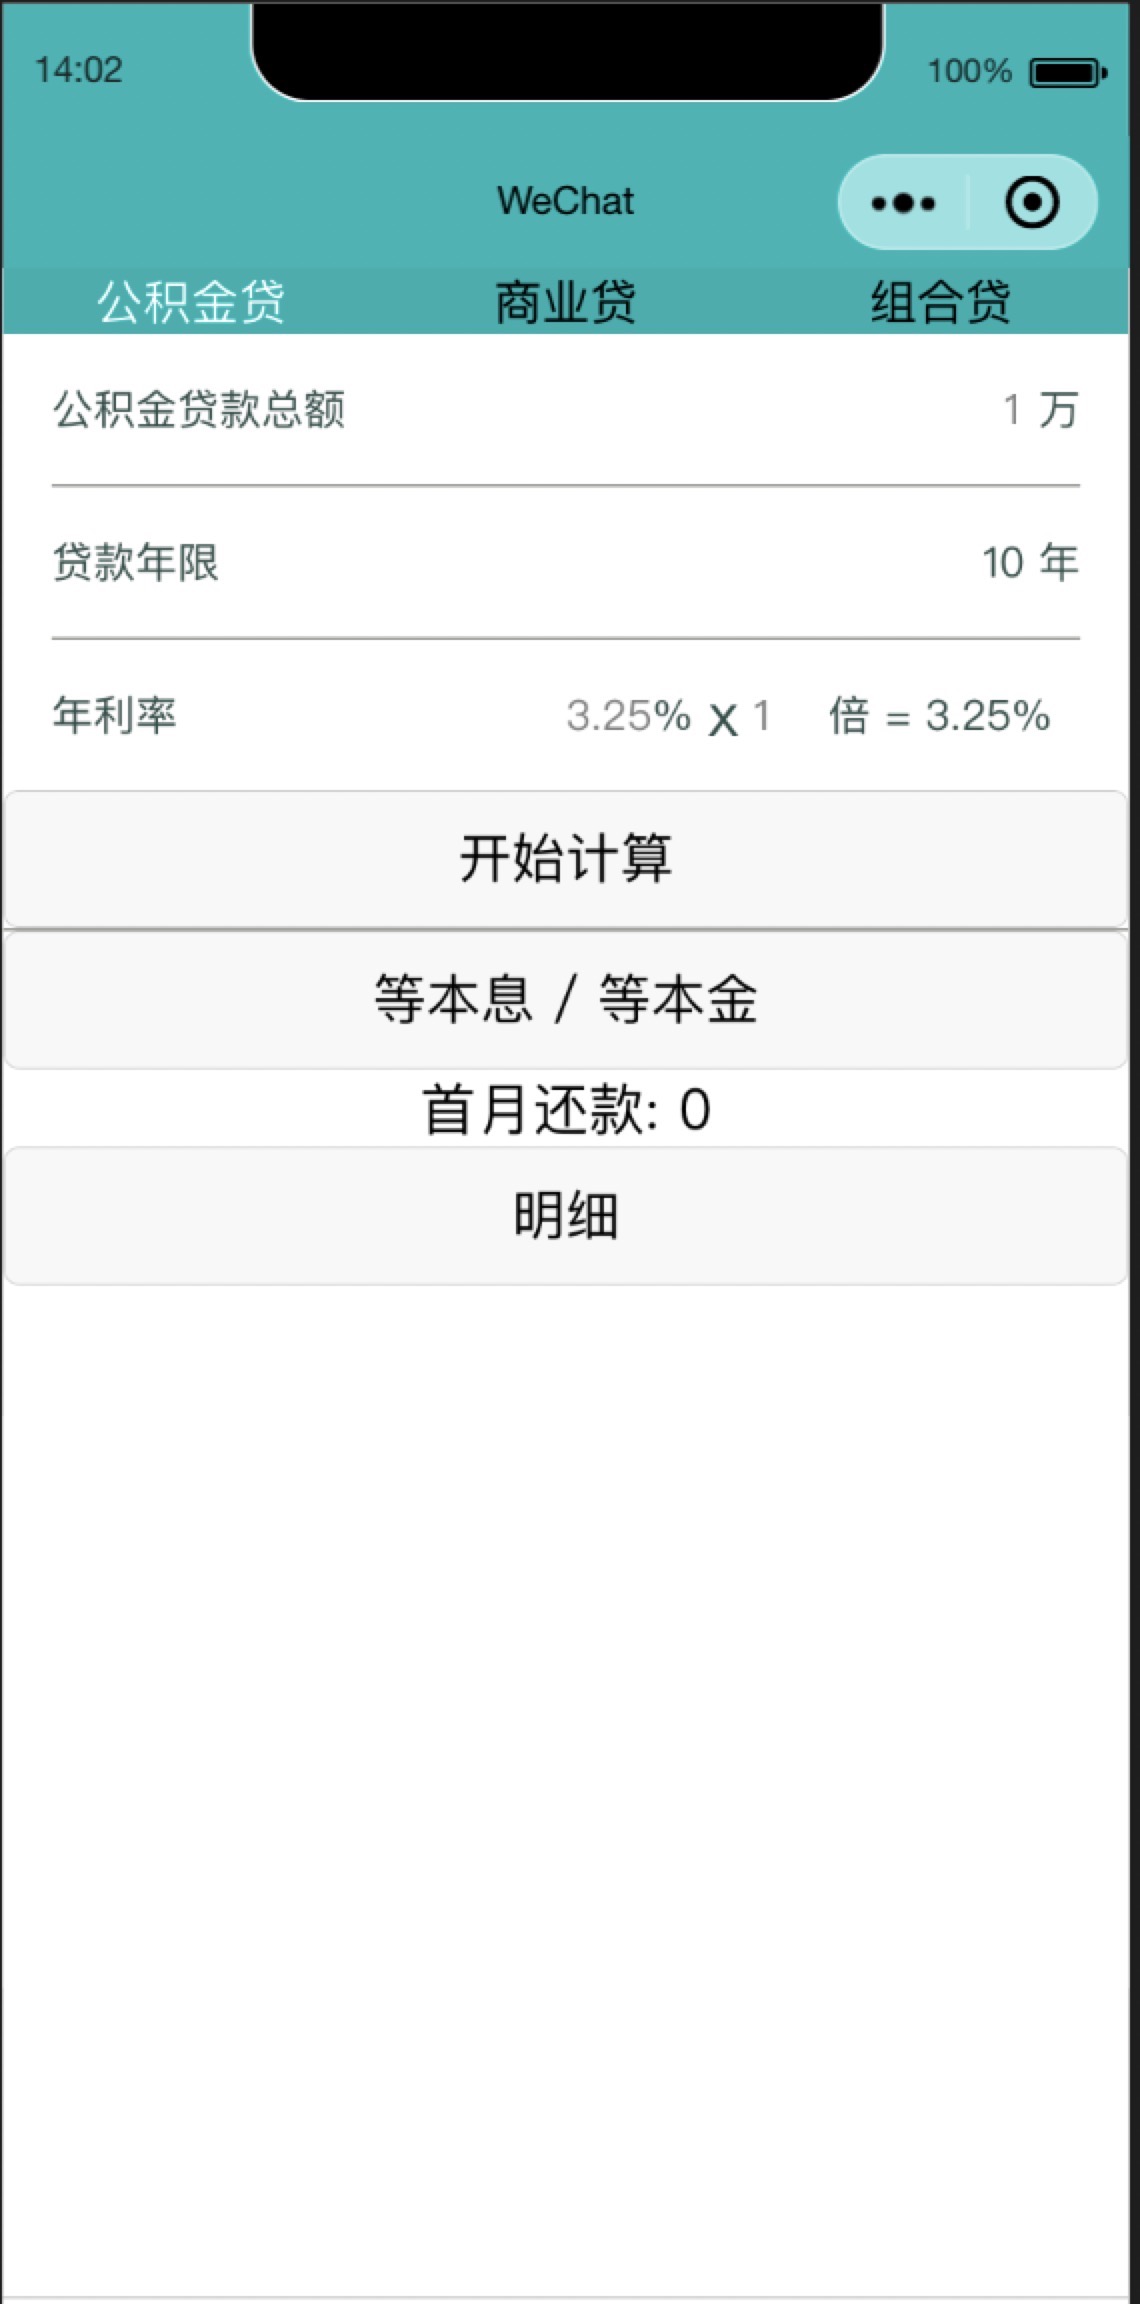 14:02
100%
WeChat
公积金贷 商业贷 组合贷
公积金贷款总额 1 万
贷款年限 10 年
年利率 3.25% X 1 倍 = 3.25%
开始计算
等本息 / 等本金
首月还款: 0
明细